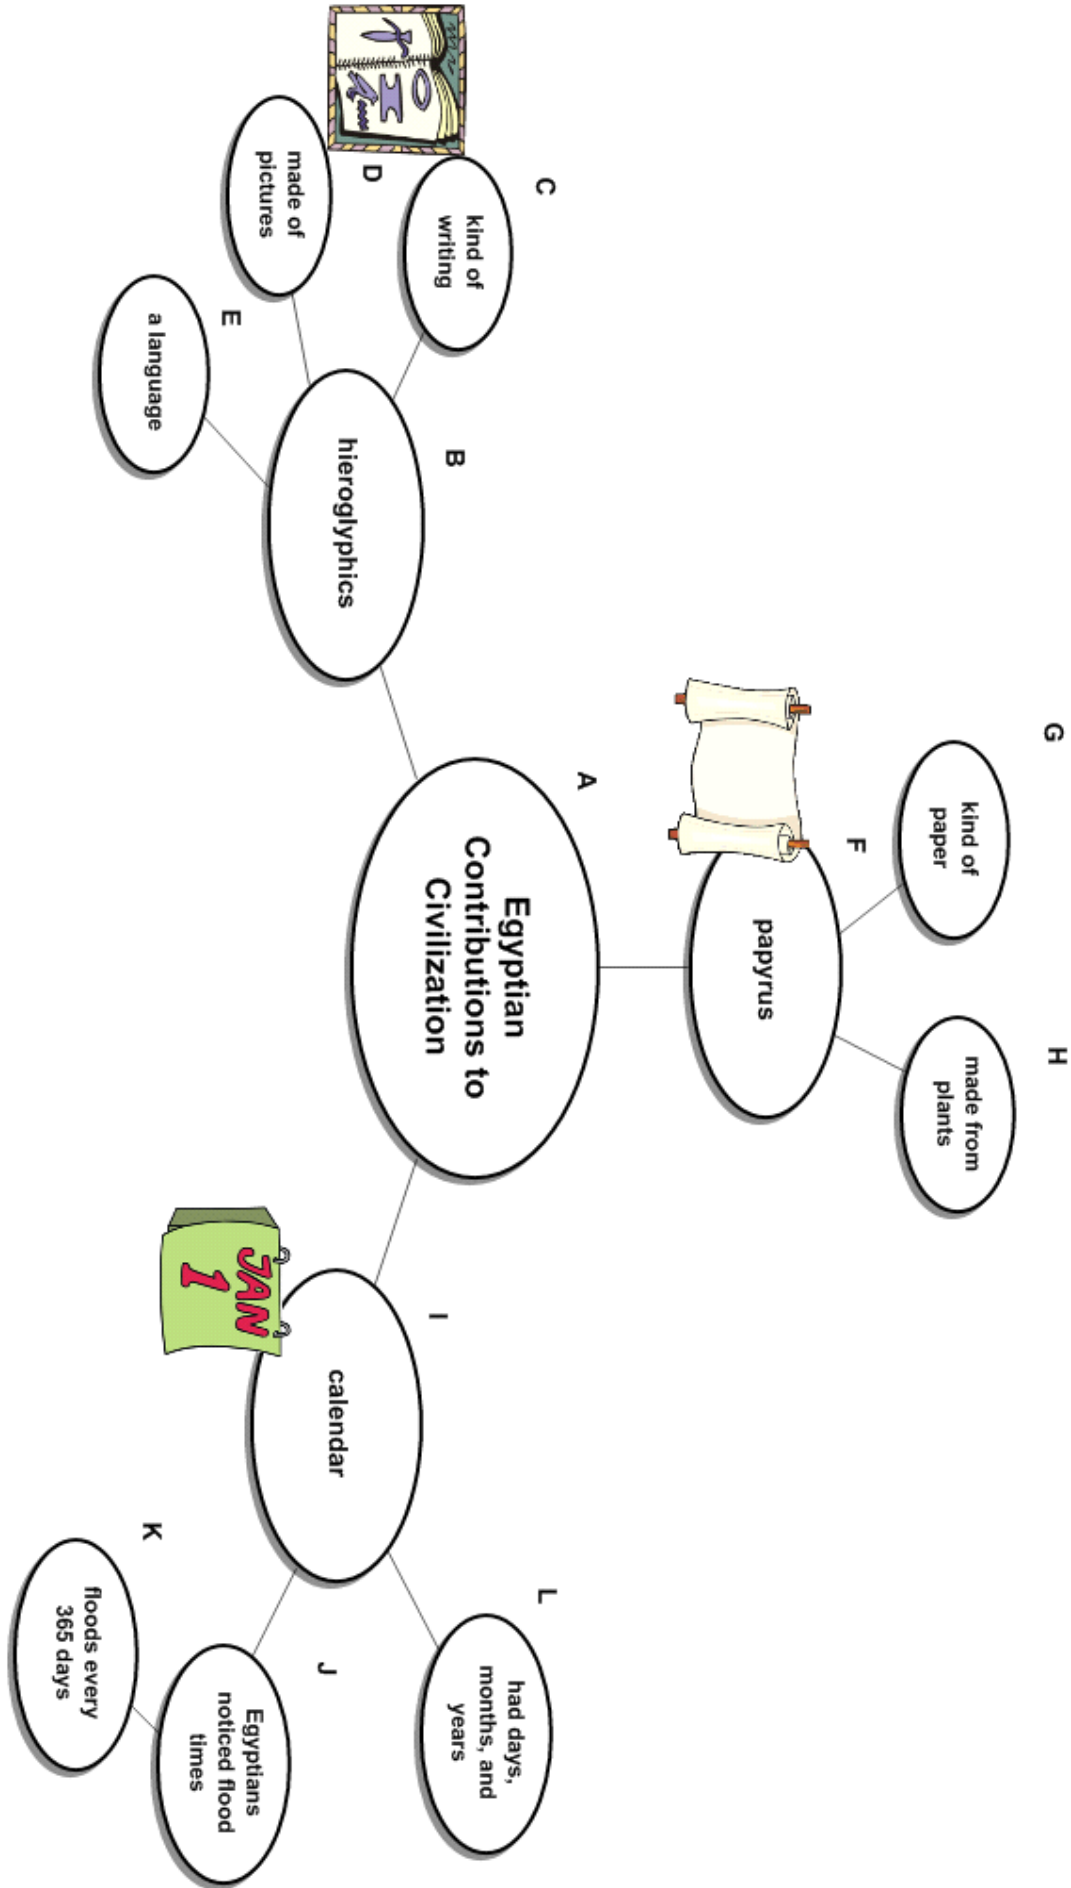 G
H
kind of
paper
made from
plants
F
papyrus
A
Egyptian
Contributions to
Civilization
C
kind of
writing
D
made of
pictures
E
a language
B
hieroglyphics
I
calendar
JAN
1
L
had days,
months, and
years
J
Egyptians
noticed flood
times
K
floods every
365 days